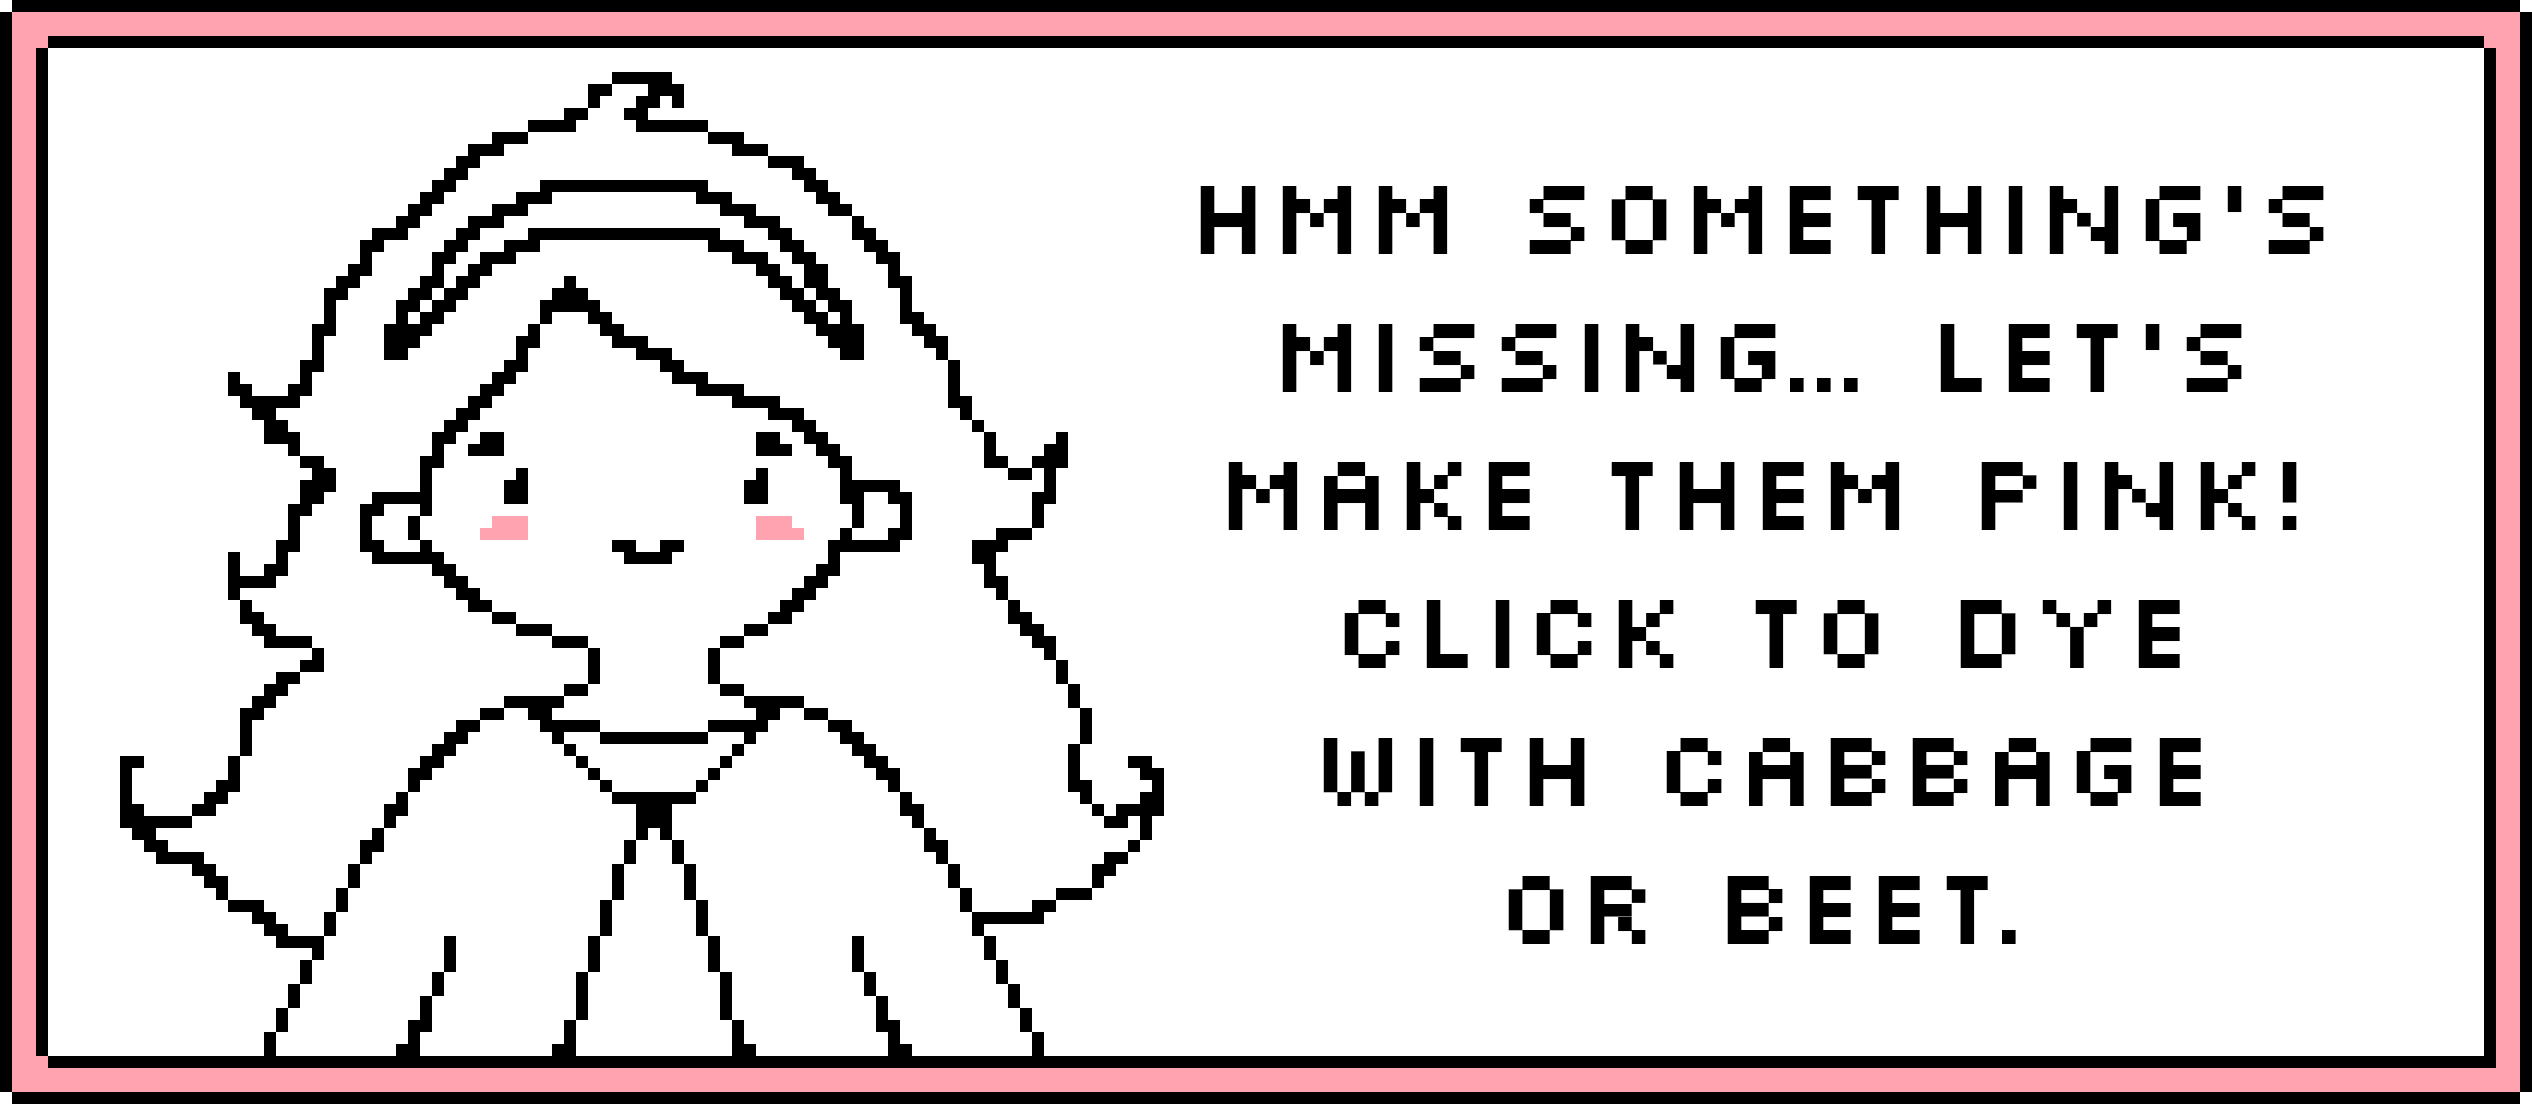 HMM SOMETHING'S
MISSING... LET'S
MAKE THEM PINK!
CLICK TO DYE
WITH CABBAGE
OR BEET.